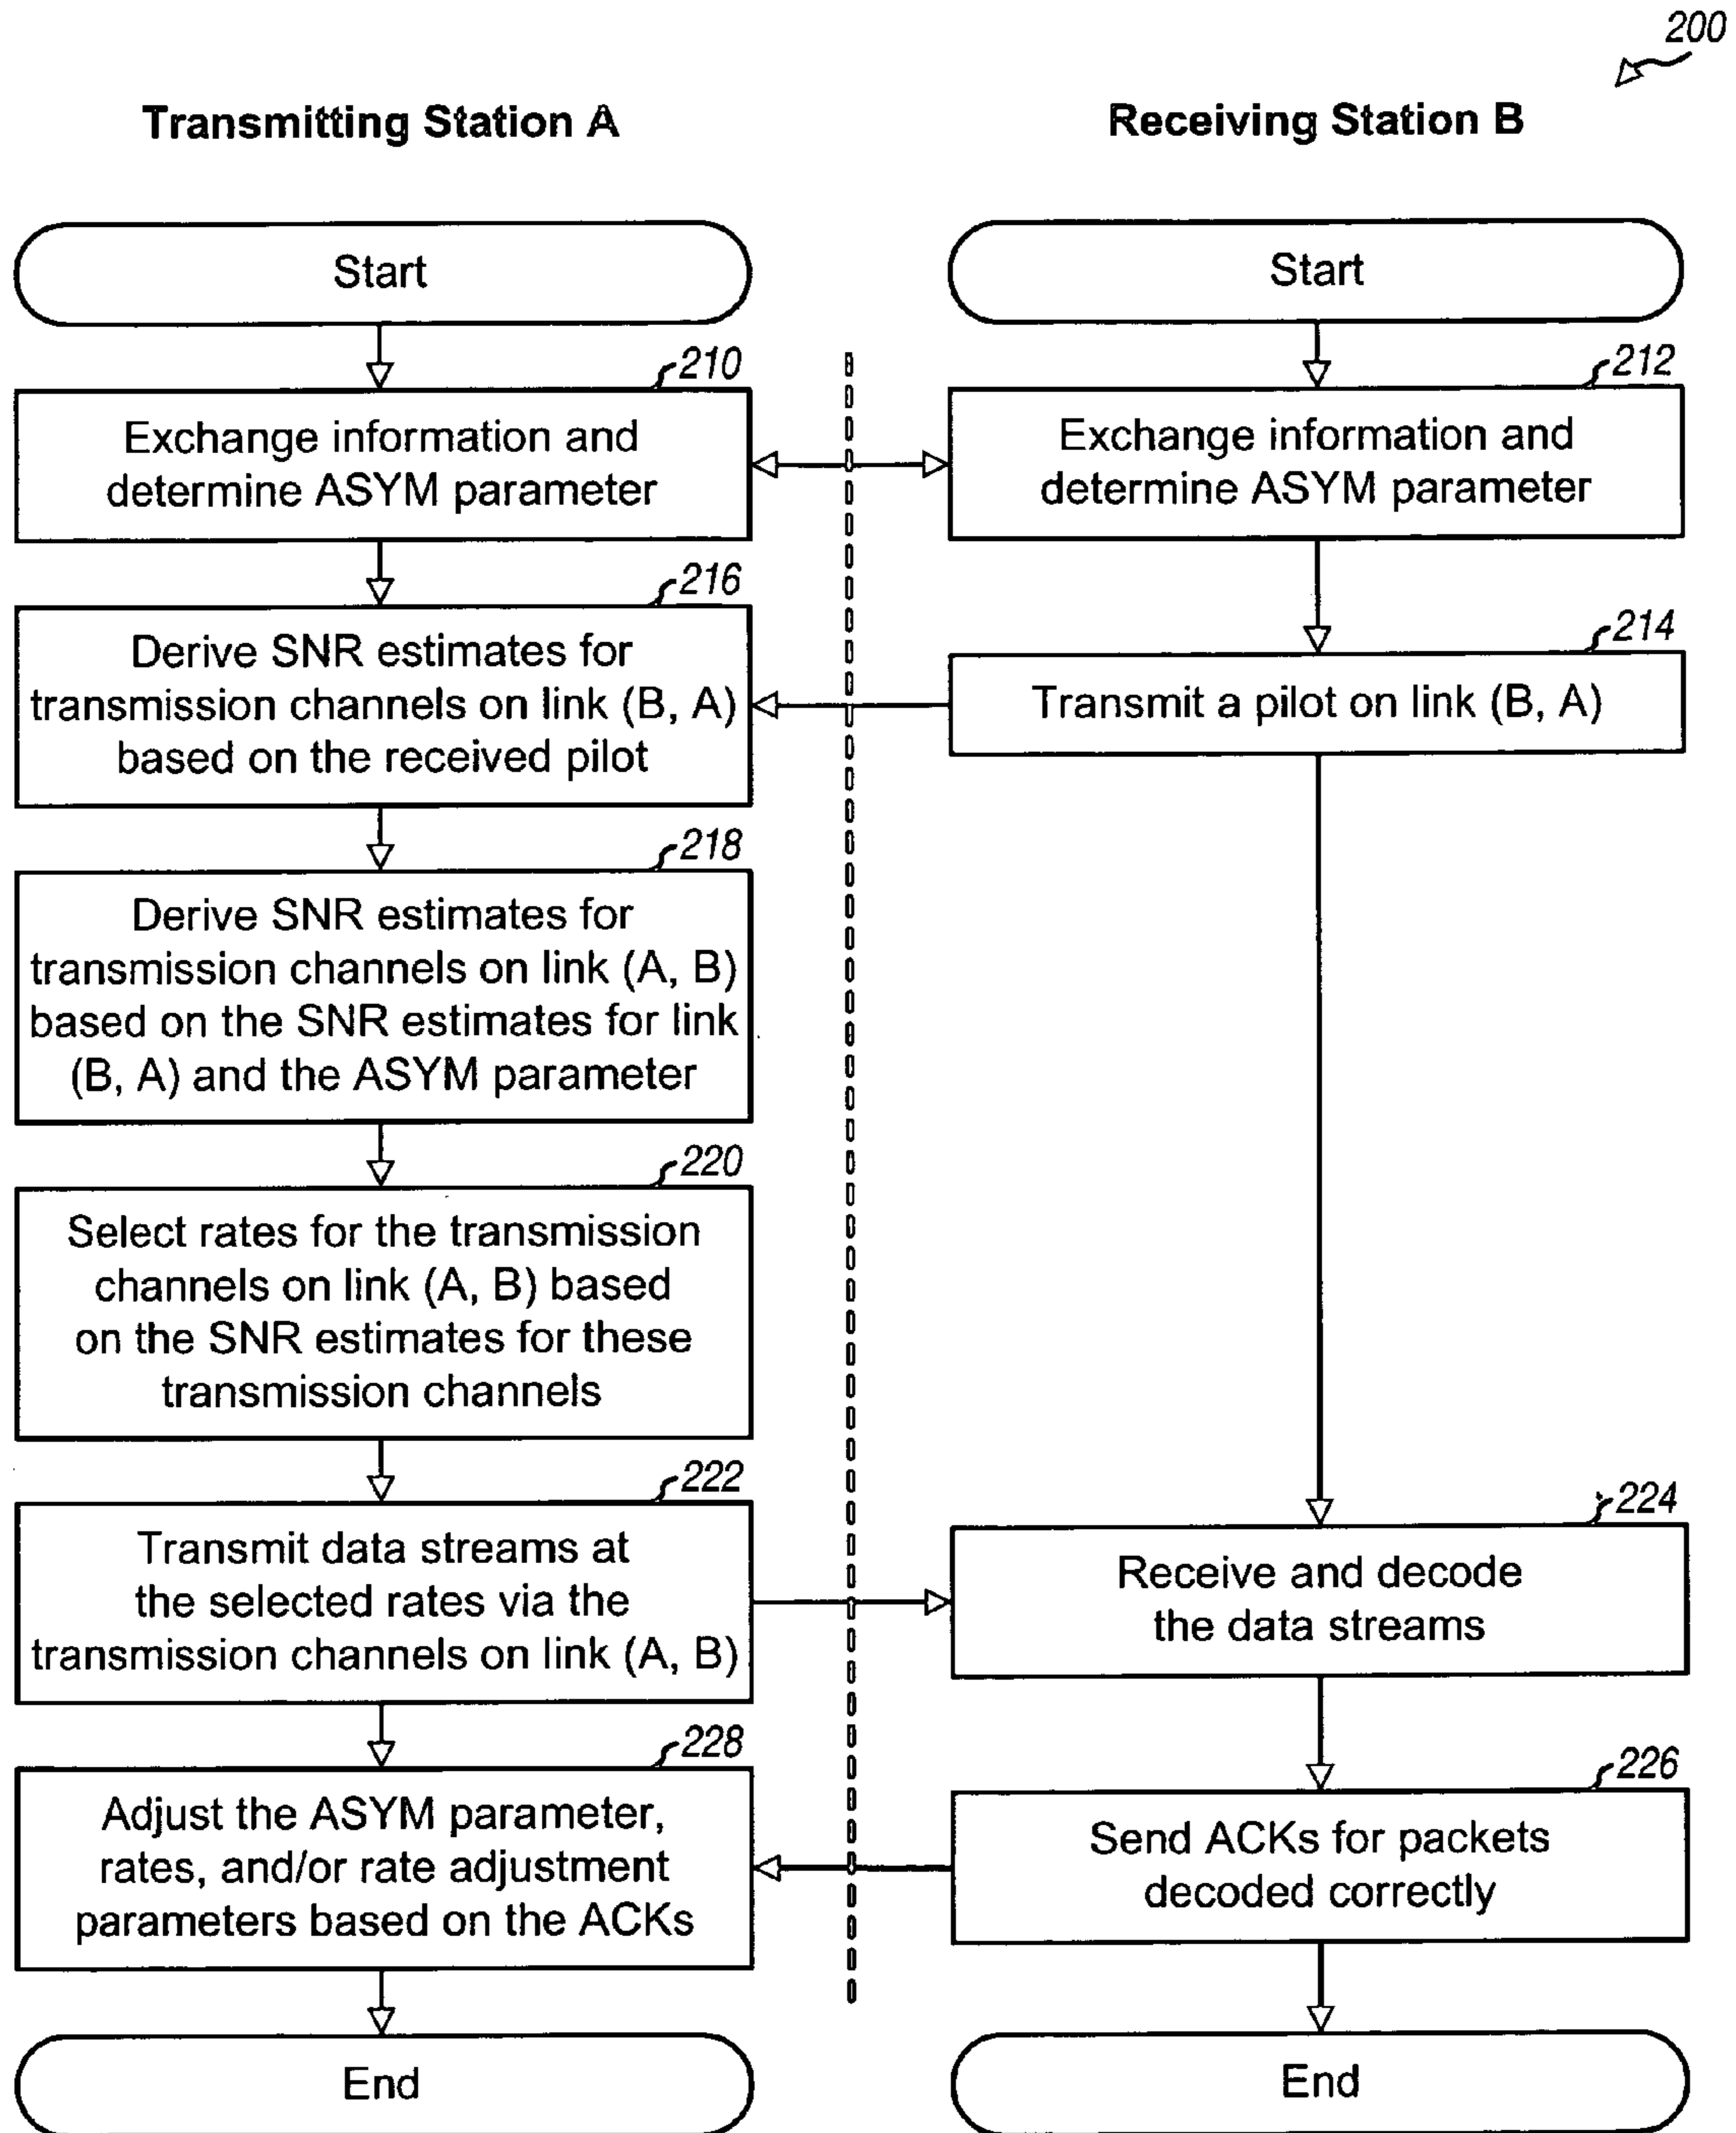 200
Transmitting Station A
Receiving Station B
Start
Start
210
Exchange information and
determine ASYM parameter
212
Exchange information and
determine ASYM parameter
216
Derive SNR estimates for
transmission channels on link (B, A)
based on the received pilot
214
Transmit a pilot on link (B, A)
218
Derive SNR estimates for
transmission channels on link (A, B)
based on the SNR estimates for link
(B, A) and the ASYM parameter
220
Select rates for the transmission
channels on link (A, B) based
on the SNR estimates for these
transmission channels
222
Transmit data streams at
the selected rates via the
transmission channels on link (A, B)
224
Receive and decode
the data streams
228
Adjust the ASYM parameter,
rates, and/or rate adjustment
parameters based on the ACKs
226
Send ACKs for packets
decoded correctly
End
End